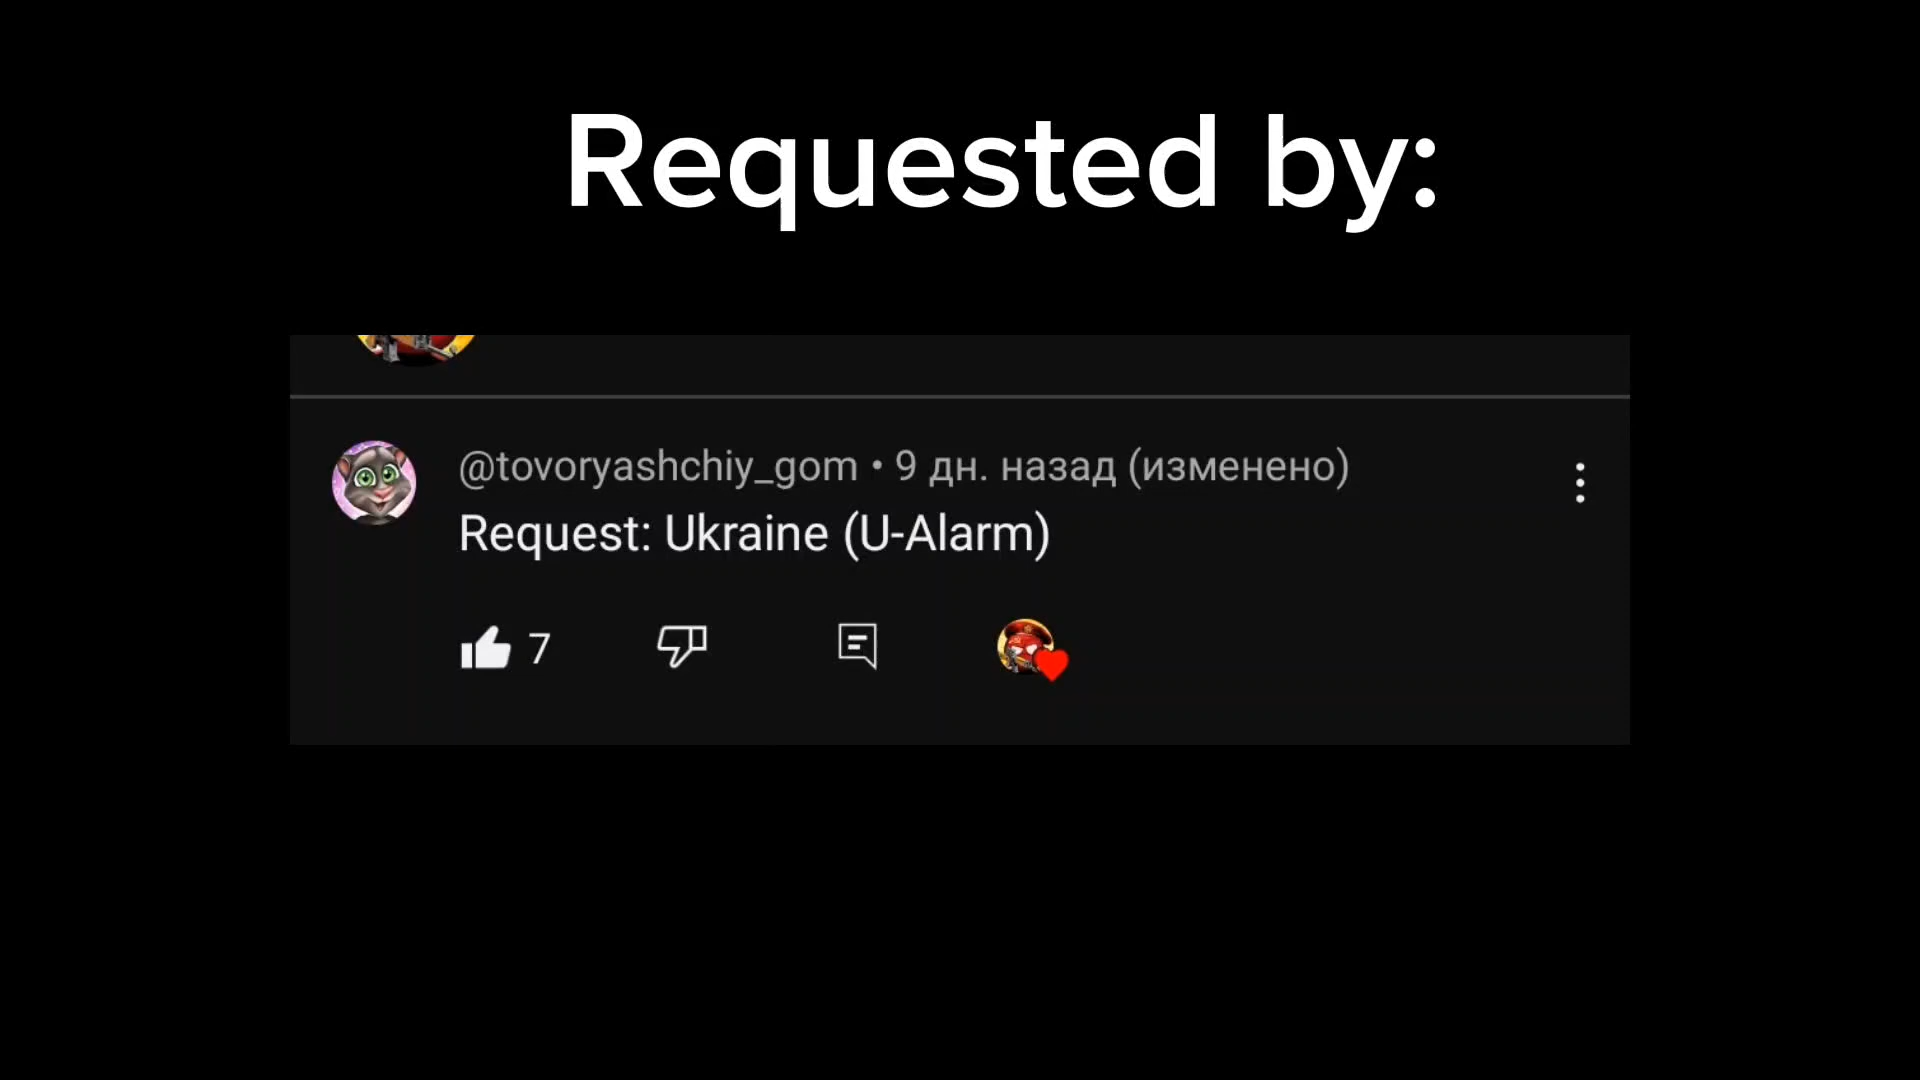 Requested by:
@tovoryashchiy_gom • 9 дн. назад (изменено)
Request: Ukraine (U-Alarm)
7